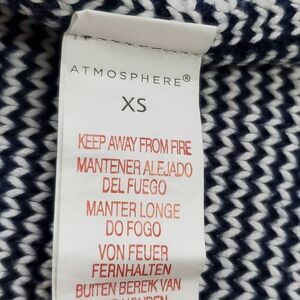 ATMOSPHERE®
XS
KEEP AWAY FROM FIRE
MANTENER ALEJADO
DEL FUEGO
MANTER LONGE
DO FOGO
VON FEUER
FERNHALTEN
BUITEN BEREIK VAN